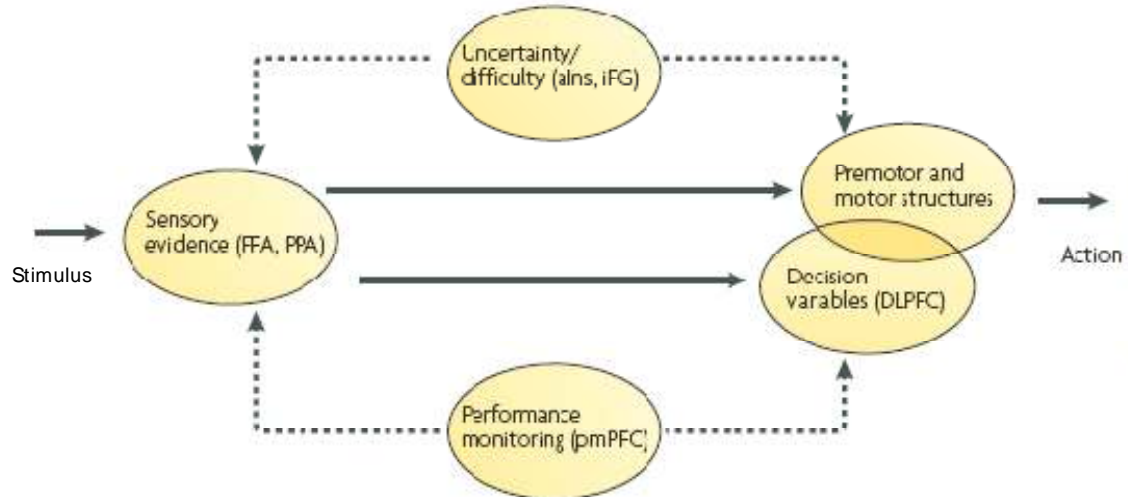 Uncertainty/
difficulty (aIns, iFG)
Premotor and
motor structures
Sensory
evidence (FFA, PPA)
Stimulus
Action
Decision
variables (DLPFC)
Performance
monitoring (pmPFC)